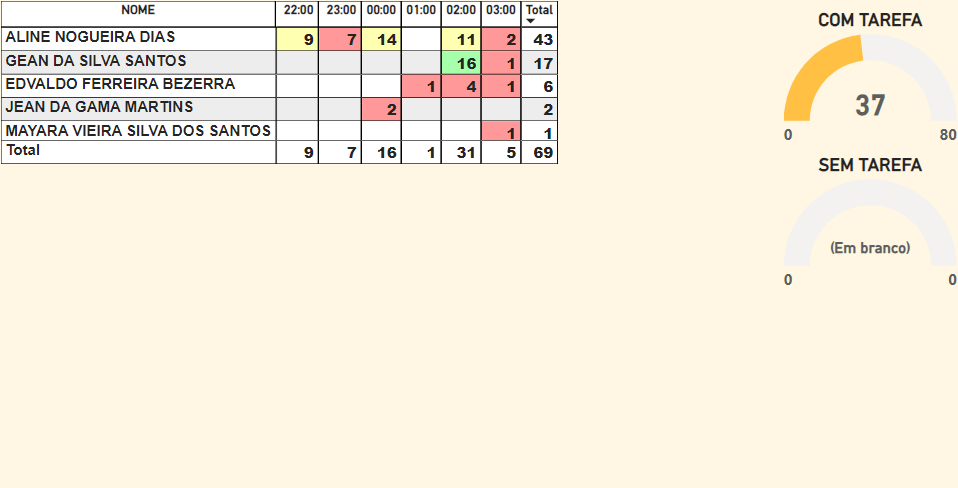 NOME 22:00 23:00 00:00 01:00 02:00 03:00 Total
ALINE NOGUEIRA DIAS 9 7 14 11 2 43
GEAN DA SILVA SANTOS 16 1 17
EDVALDO FERREIRA BEZERRA 1 4 1 6
JEAN DA GAMA MARTINS 2 2
MAYARA VIEIRA SILVA DOS SANTOS 1 1
Total 9 7 16 1 31 5 69
COM TAREFA
37
0 80
SEM TAREFA
(Em branco)
0 0